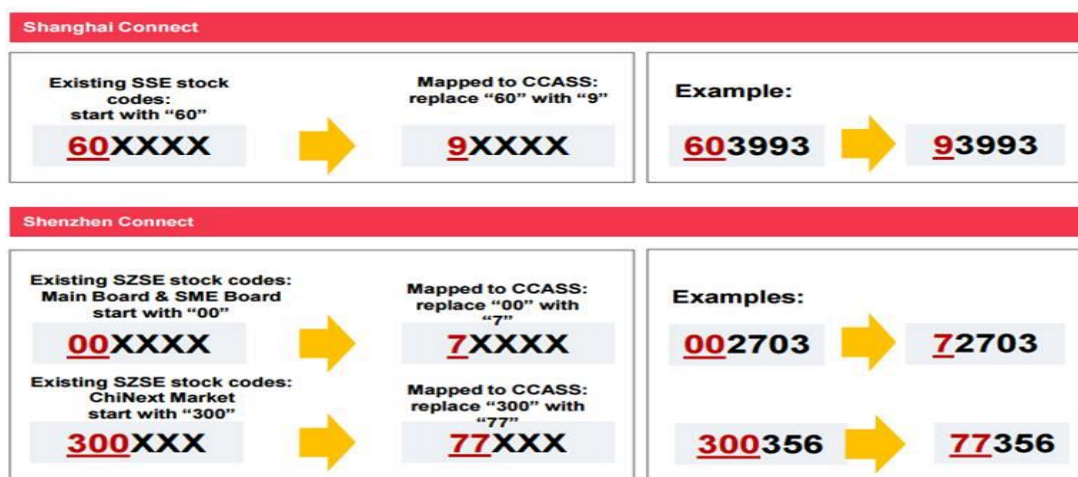 Shanghai Connect
Existing SSE stock
codes:
start with “60”
60XXXX
Mapped to CCASS:
replace “60” with “9”
9XXXX
Example:
603993
93993
Shenzhen Connect
Existing SZSE stock codes:
Main Board & SME Board
start with “00”
00XXXX
Mapped to CCASS:
replace “00” with
“7”
7XXXX
Examples:
002703
72703
Existing SZSE stock codes:
ChiNext Market
start with “300”
300XXX
Mapped to CCASS:
replace “300” with
“77”
77XXX
300356
77356